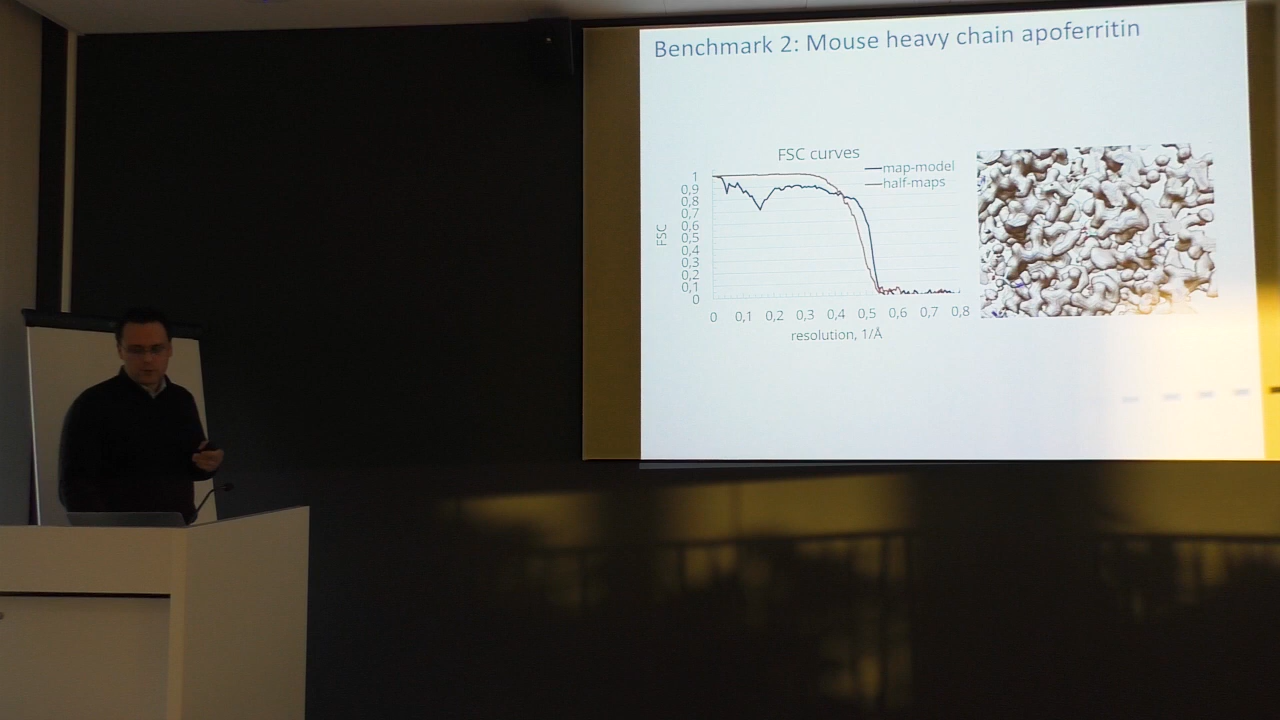 Benchmark 2: Mouse heavy chain apoferritin
FSC curves
map-model
half-maps
FSC
1
0,9
0,8
0,7
0,6
0,5
0,4
0,3
0,2
0,1
0
0 0,1 0,2 0,3 0,4 0,5 0,6 0,7 0,8
resolution, 1/Å